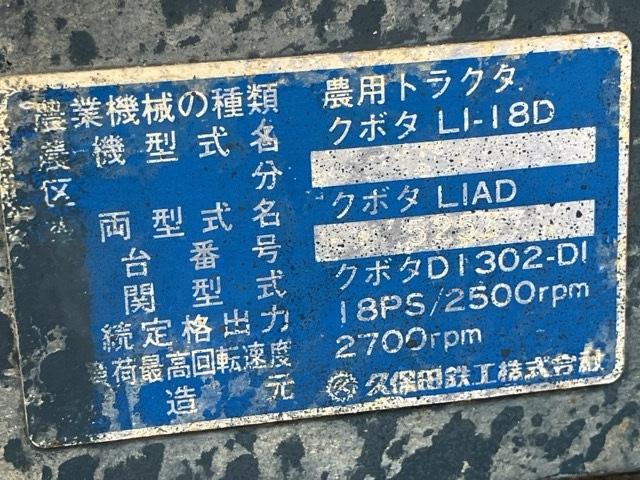 農業機械の種類 農用トラクタ
機型式名 クボタ L1-18D
区分
両型式名 クボタ L1AD
台番号
関型式 クボタD1302-D1
続定格出力 18PS/2500rpm
負荷最高回転速度 2700rpm
造元 久保田鉄工株式会社